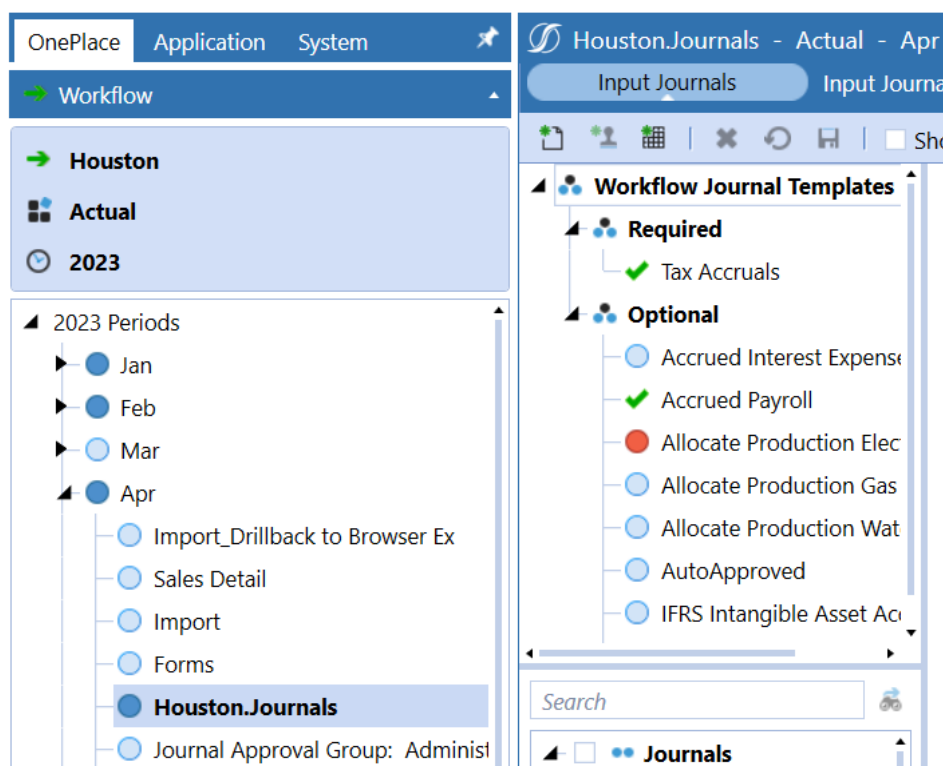 OnePlace Application System
Workflow
Houston
Actual
2023
2023 Periods
Jan
Feb
Mar
Apr
Import_Drillback to Browser Ex
Sales Detail
Import
Forms
Houston.Journals
Journal Approval Group: Administ
Houston.Journals - Actual - Apr
Input Journals Input Journa
Sho
Workflow Journal Templates
Required
Tax Accruals
Optional
Accrued Interest Expense
Accrued Payroll
Allocate Production Elec
Allocate Production Gas
Allocate Production Wat
AutoApproved
IFRS Intangible Asset Acc
Search
Journals